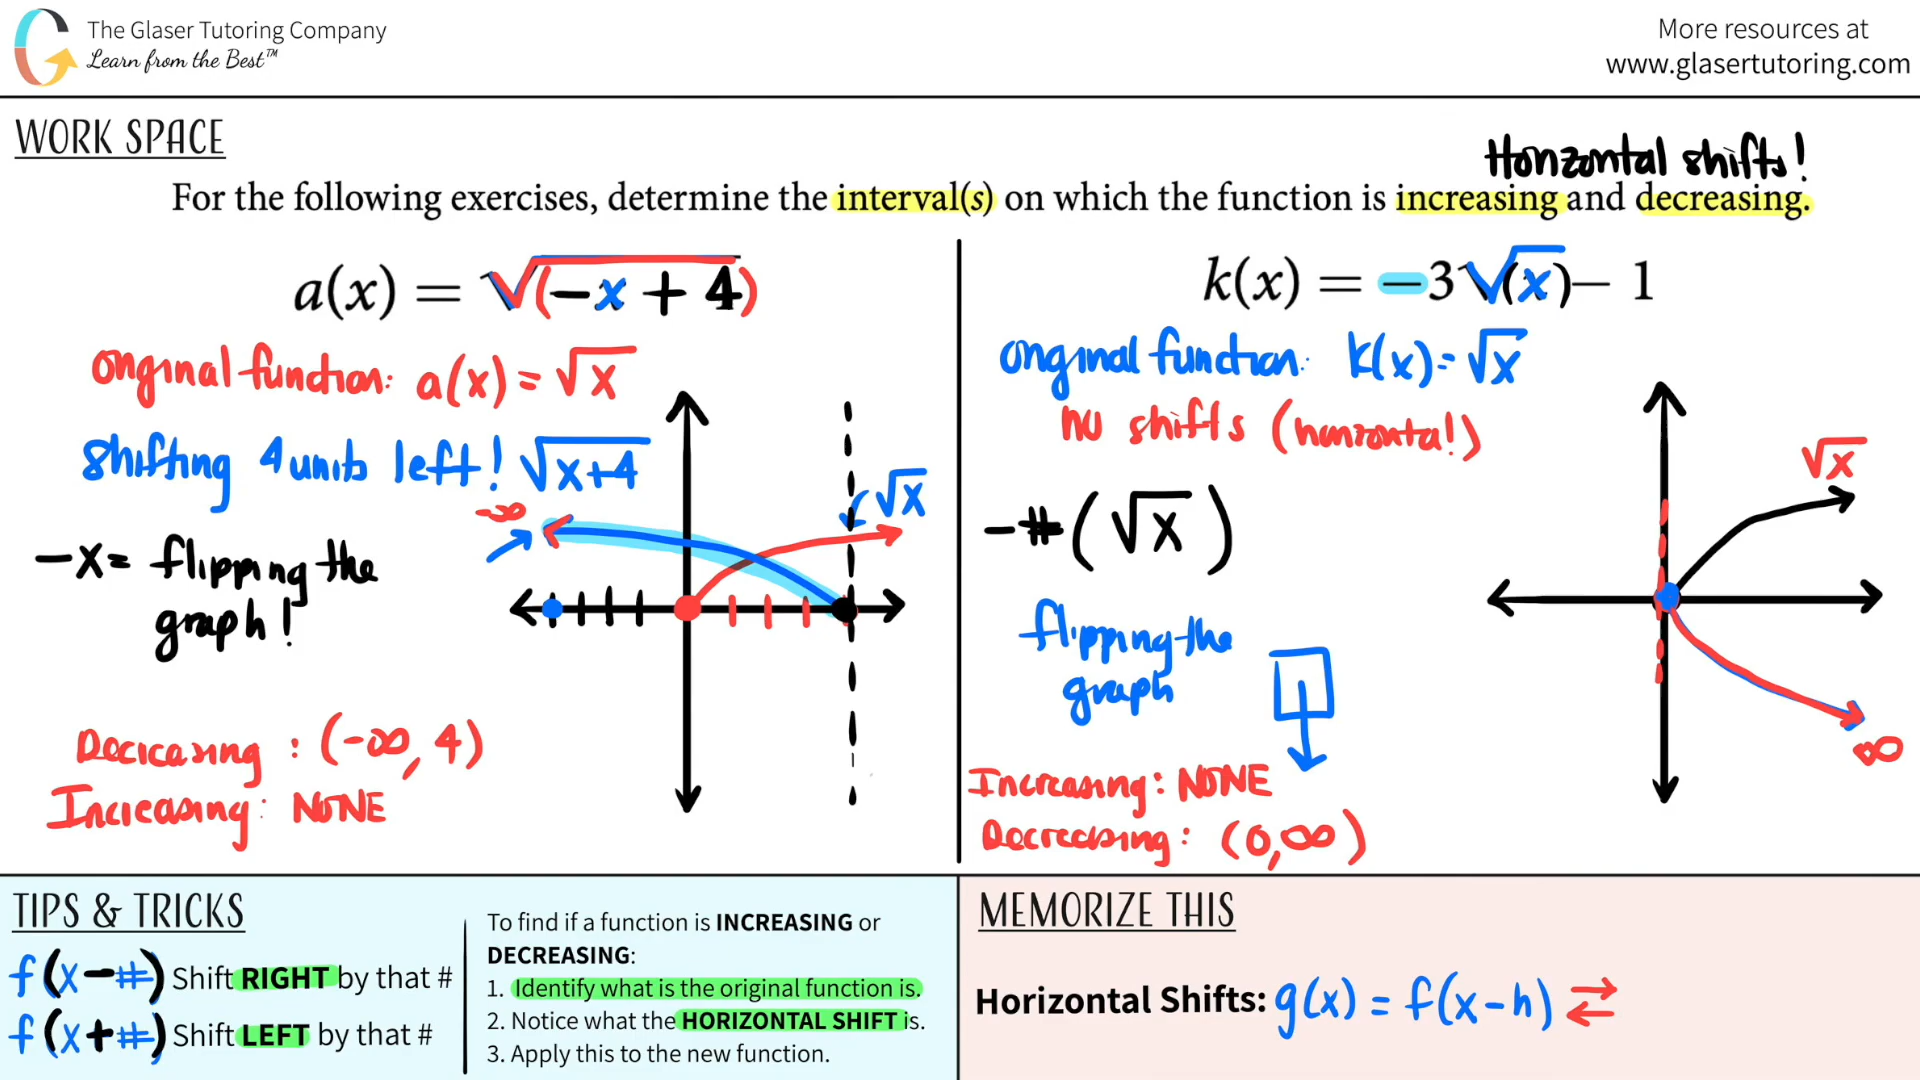 The Glaser Tutoring Company
Learn from the Best™
More resources at
www.glasertutoring.com
WORK SPACE
Horizontal shifts!
For the following exercises, determine the interval(s) on which the function is increasing and decreasing.
a(x) = √(-x + 4)
original function: a(x) = √x
shifting 4 units left! √x+4
√x
-∞
-x = flipping the
graph!
Decreasing : (-∞, 4)
Increasing: NONE
k(x) = -3√(x) - 1
original function: k(x) = √x
no shifts (horizontal!)
√x
-#(√x)
flipping the
graph
∞
Increasing: NONE
Decreasing: (0, ∞)
TIPS & TRICKS
f(x-#) Shift RIGHT by that #
f(x+#) Shift LEFT by that #
To find if a function is INCREASING or
DECREASING:
1. Identify what is the original function is.
2. Notice what the HORIZONTAL SHIFT is.
3. Apply this to the new function.
MEMORIZE THIS
Horizontal Shifts: g(x) = f(x-h) ⇄